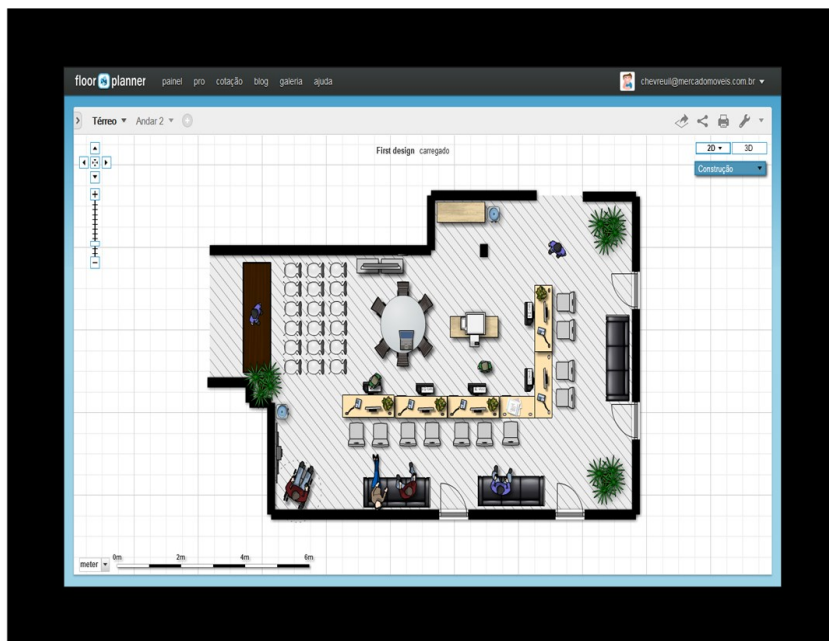 floor planner painel pro cotação blog galeria ajuda chevreuil@mercadomoveis.com.br
Térreo Andar 2
First design carregado
2D 3D
Construção
meter 0m 2m 4m 6m